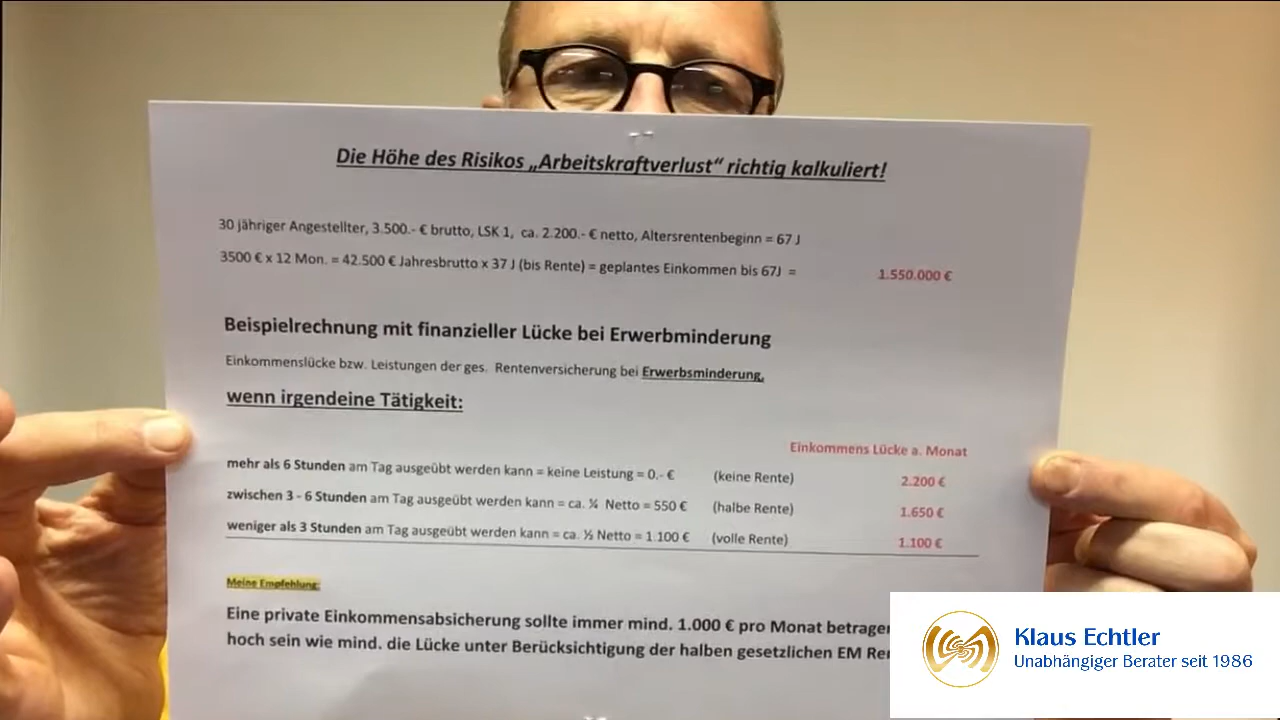 Die Höhe des Risikos „Arbeitskraftverlust“ richtig kalkuliert!
30 jähriger Angestellter, 3.500.- € brutto, LSK 1, ca. 2.200.- € netto, Altersrentenbeginn = 67 J
3500 € x 12 Mon. = 42.500 € Jahresbrutto x 37 J (bis Rente) = geplantes Einkommen bis 67J = 1.550.000 €
Beispielrechnung mit finanzieller Lücke bei Erwerbminderung
Einkommenslücke bzw. Leistungen der ges. Rentenversicherung bei Erwerbsminderung,
wenn irgendeine Tätigkeit:
Einkommens Lücke a. Monat
mehr als 6 Stunden am Tag ausgeübt werden kann = keine Leistung = 0.- € (keine Rente) 2.200 €
zwischen 3 - 6 Stunden am Tag ausgeübt werden kann = ca. ¼ Netto = 550 € (halbe Rente) 1.650 €
weniger als 3 Stunden am Tag ausgeübt werden kann = ca. ½ Netto = 1.100 € (volle Rente) 1.100 €
Meine Empfehlung:
Eine private Einkommensabsicherung sollte immer mind. 1.000 € pro Monat betragen
hoch sein wie mind. die Lücke unter Berücksichtigung der halben gesetzlichen EM
Klaus Echtler
Unabhängiger Berater seit 1986